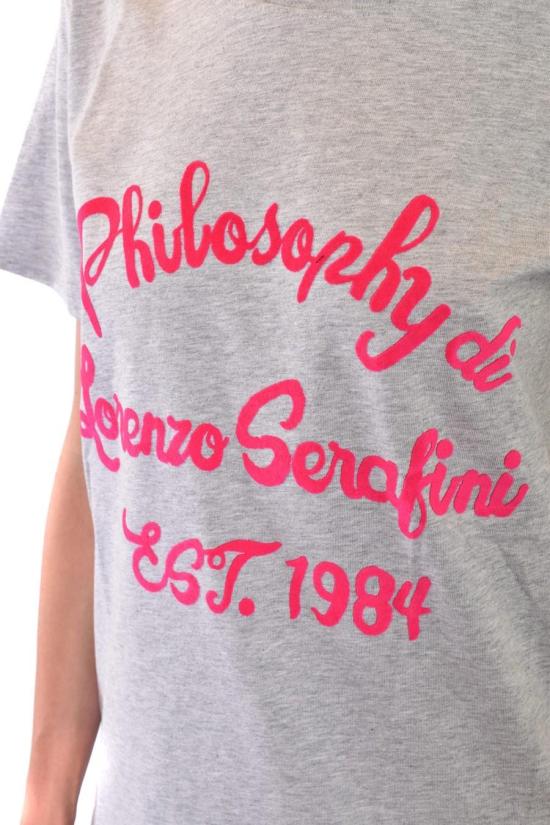 Philosophy di
Lorenzo Serafini
EST. 1984